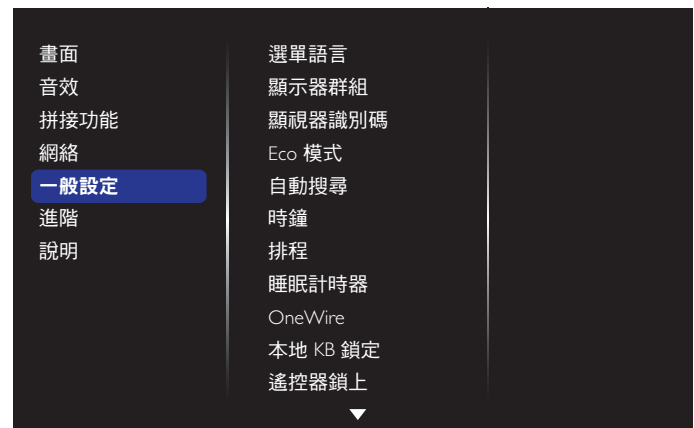 畫面
音效
拼接功能
網絡
一般設定
進階
說明
選單語言
顯示器群組
顯視器識別碼
Eco 模式
自動搜尋
時鐘
排程
睡眠計時器
OneWire
本地 KB 鎖定
遙控器鎖上